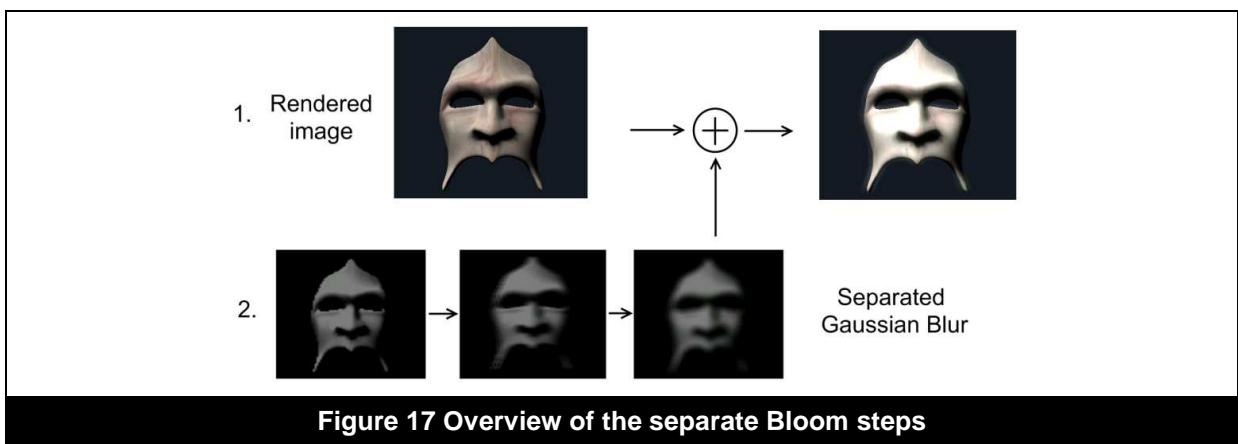 1. Rendered
image
2.
Separated
Gaussian Blur
Figure 17 Overview of the separate Bloom steps